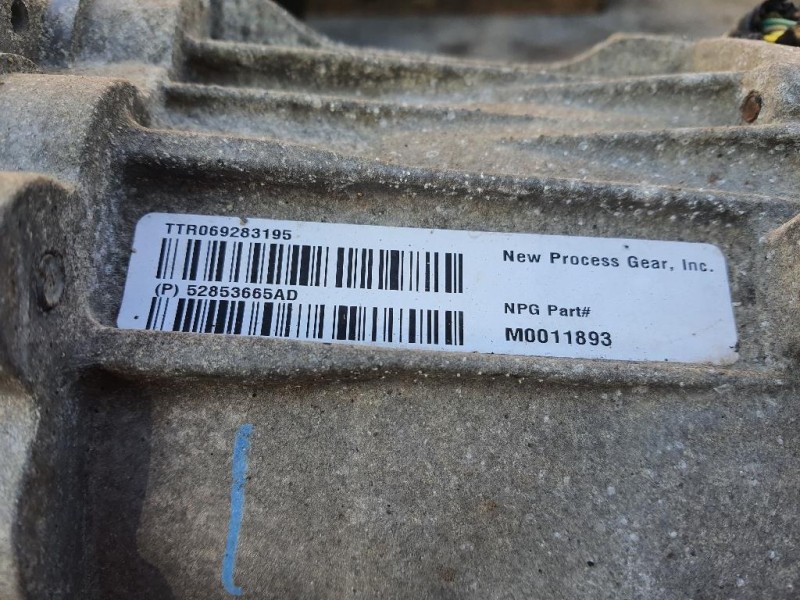 TTR069283195
(P) 52853665AD
New Process Gear, Inc.
NPG Part#
M0011893